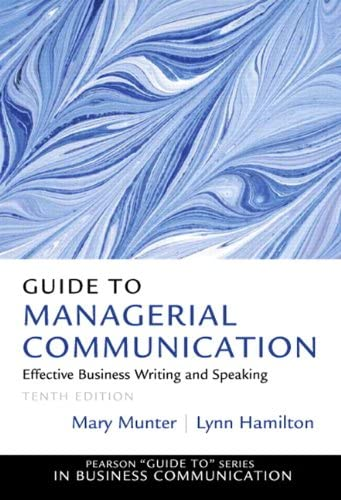 GUIDE TO
MANAGERIAL
COMMUNICATION
Effective Business Writing and Speaking
TENTH EDITION
Mary Munter | Lynn Hamilton
PEARSON "GUIDE TO" SERIES
IN BUSINESS COMMUNICATION